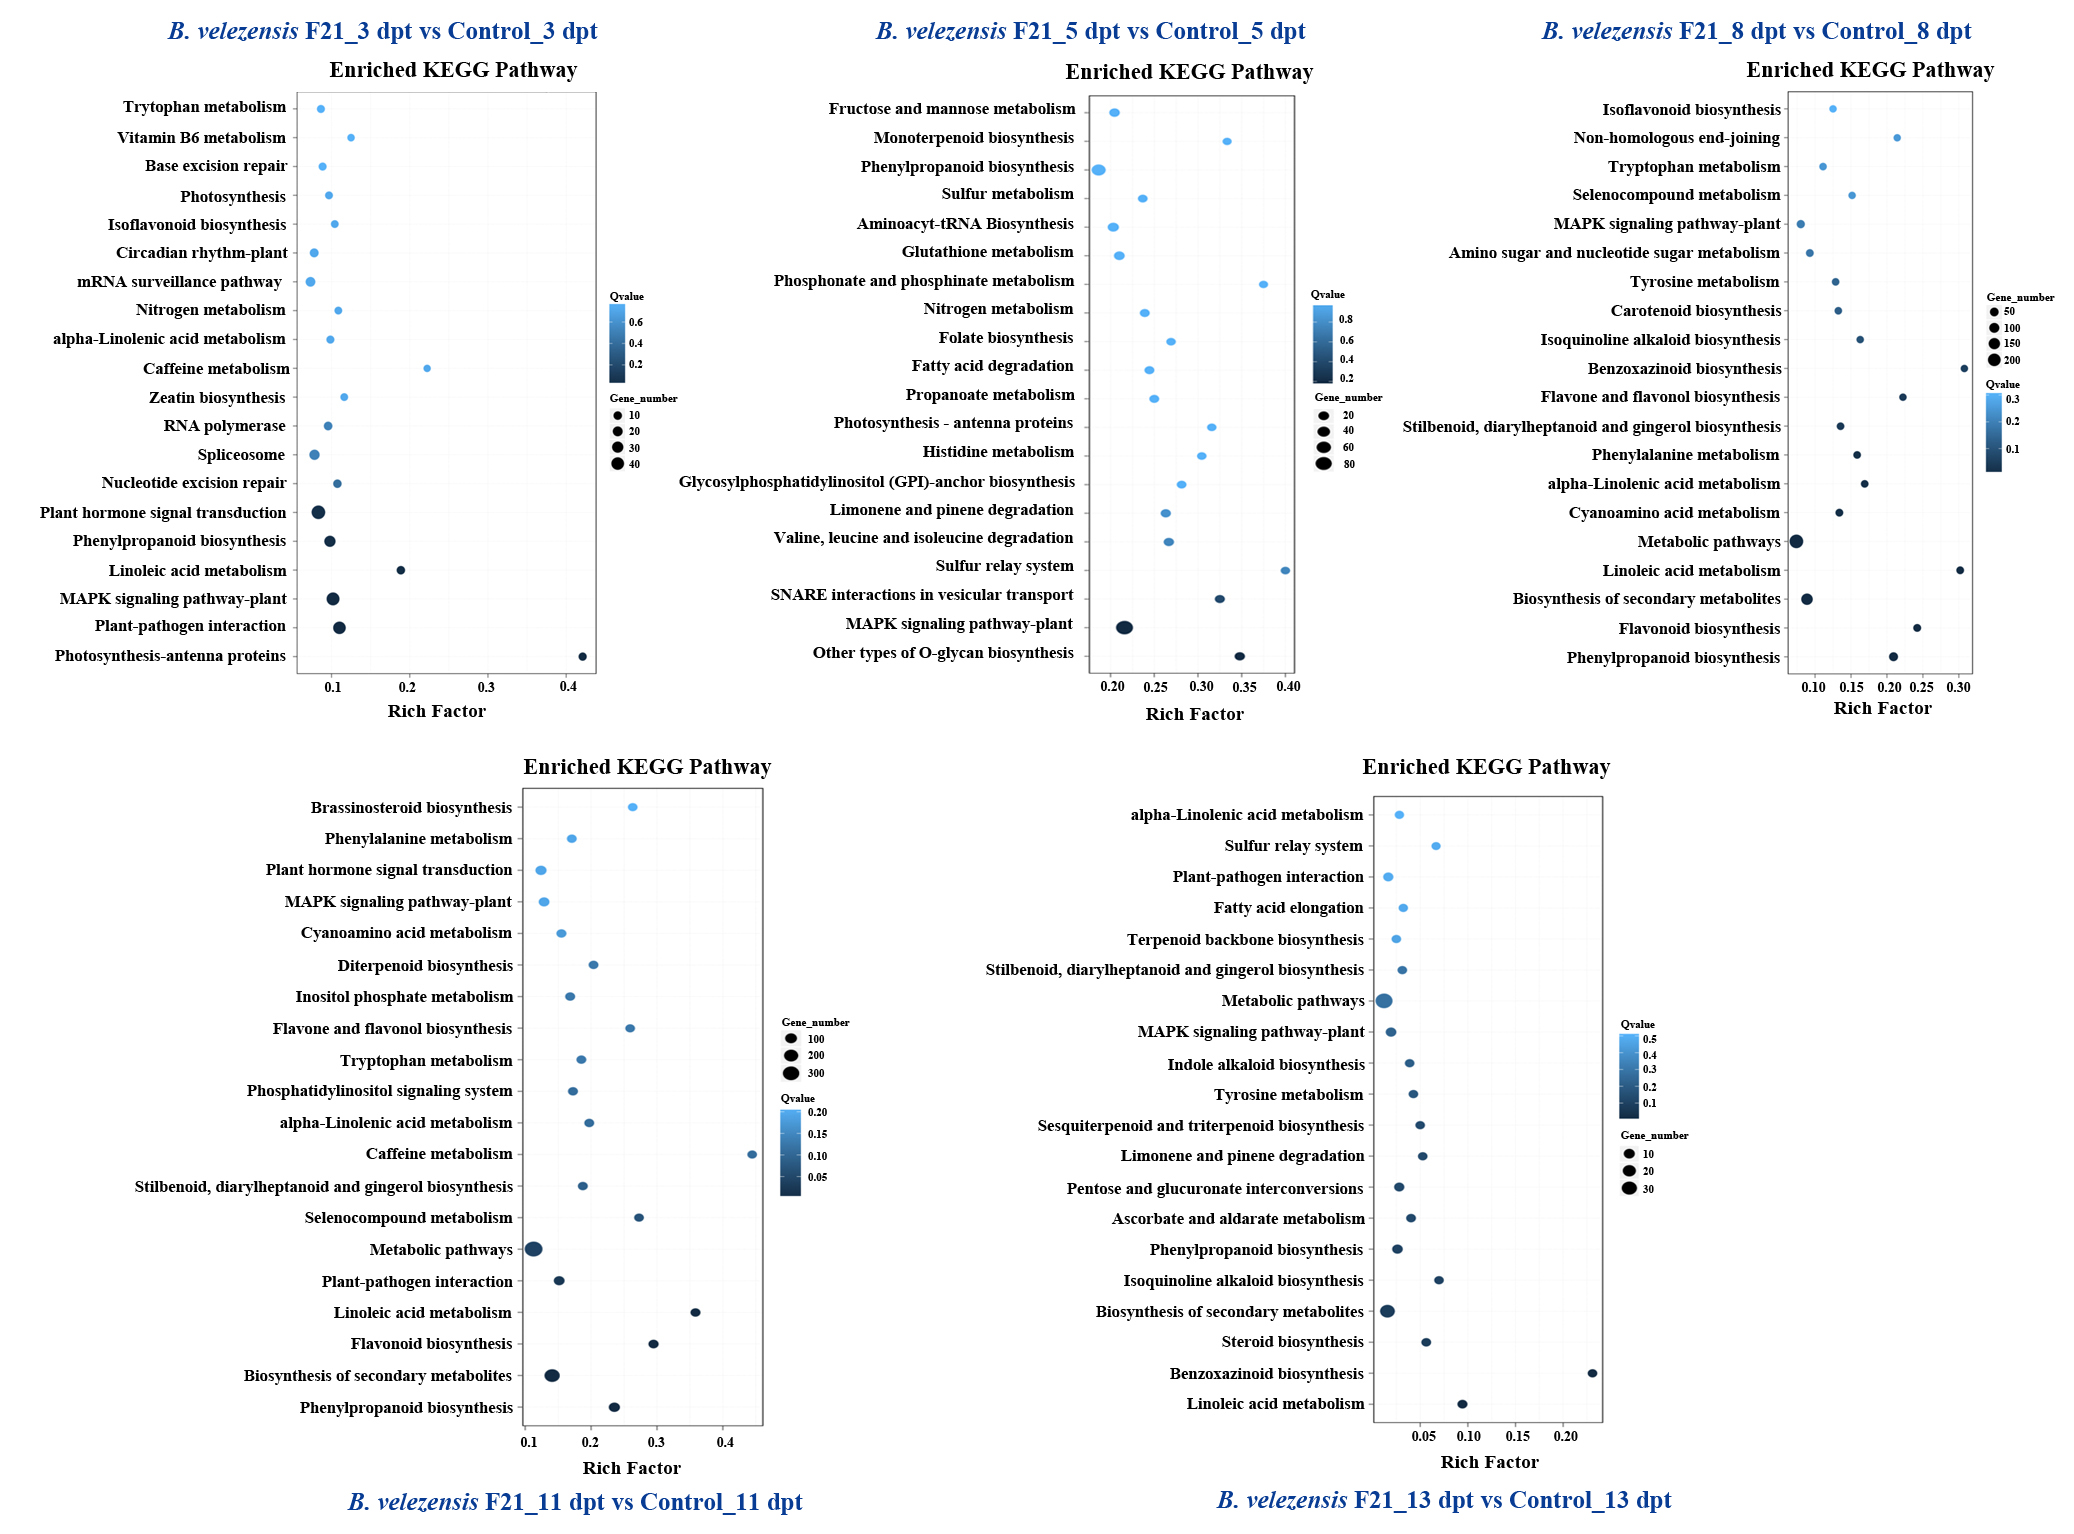 B. velezensis F21_3 dpt vs Control_3 dpt
Enriched KEGG Pathway
Trytophan metabolism
Vitamin B6 metabolism
Base excision repair
Photosynthesis
Isoflavonoid biosynthesis
Circadian rhythm-plant
mRNA surveillance pathway
Nitrogen metabolism
alpha-Linolenic acid metabolism
Caffeine metabolism
Zeatin biosynthesis
RNA polymerase
Spliceosome
Nucleotide excision repair
Plant hormone signal transduction
Phenylpropanoid biosynthesis
Linoleic acid metabolism
MAPK signaling pathway-plant
Plant-pathogen interaction
Photosynthesis-antenna proteins
0.1 0.2 0.3 0.4
Rich Factor
Qvalue
0.6
0.4
0.2
Gene_number
10
20
30
40
B. velezensis F21_5 dpt vs Control_5 dpt
Enriched KEGG Pathway
Fructose and mannose metabolism
Monoterpenoid biosynthesis
Phenylpropanoid biosynthesis
Sulfur metabolism
Aminoacyt-tRNA Biosynthesis
Glutathione metabolism
Phosphonate and phosphinate metabolism
Nitrogen metabolism
Folate biosynthesis
Fatty acid degradation
Propanoate metabolism
Photosynthesis - antenna proteins
Histidine metabolism
Glycosylphosphatidylinositol (GPI)-anchor biosynthesis
Limonene and pinene degradation
Valine, leucine and isoleucine degradation
Sulfur relay system
SNARE interactions in vesicular transport
MAPK signaling pathway-plant
Other types of O-glycan biosynthesis
0.20 0.25 0.30 0.35 0.40
Rich Factor
Qvalue
0.8
0.6
0.4
0.2
Gene_number
20
40
60
80
B. velezensis F21_8 dpt vs Control_8 dpt
Enriched KEGG Pathway
Isoflavonoid biosynthesis
Non-homologous end-joining
Tryptophan metabolism
Selenocompound metabolism
MAPK signaling pathway-plant
Amino sugar and nucleotide sugar metabolism
Tyrosine metabolism
Carotenoid biosynthesis
Isoquinoline alkaloid biosynthesis
Benzoxazinoid biosynthesis
Flavone and flavonol biosynthesis
Stilbenoid, diarylheptanoid and gingerol biosynthesis
Phenylalanine metabolism
alpha-Linolenic acid metabolism
Cyanoamino acid metabolism
Metabolic pathways
Linoleic acid metabolism
Biosynthesis of secondary metabolites
Flavonoid biosynthesis
Phenylpropanoid biosynthesis
0.10 0.15 0.20 0.25 0.30
Rich Factor
Gene_number
50
100
150
200
Qvalue
0.3
0.2
0.1
Enriched KEGG Pathway
Brassinosteroid biosynthesis
Phenylalanine metabolism
Plant hormone signal transduction
MAPK signaling pathway-plant
Cyanoamino acid metabolism
Diterpenoid biosynthesis
Inositol phosphate metabolism
Flavone and flavonol biosynthesis
Tryptophan metabolism
Phosphatidylinositol signaling system
alpha-Linolenic acid metabolism
Caffeine metabolism
Stilbenoid, diarylheptanoid and gingerol biosynthesis
Selenocompound metabolism
Metabolic pathways
Plant-pathogen interaction
Linoleic acid metabolism
Flavonoid biosynthesis
Biosynthesis of secondary metabolites
Phenylpropanoid biosynthesis
0.1 0.2 0.3 0.4
Rich Factor
Gene_number
100
200
300
Qvalue
0.20
0.15
0.10
0.05
B. velezensis F21_11 dpt vs Control_11 dpt
Enriched KEGG Pathway
alpha-Linolenic acid metabolism
Sulfur relay system
Plant-pathogen interaction
Fatty acid elongation
Terpenoid backbone biosynthesis
Stilbenoid, diarylheptanoid and gingerol biosynthesis
Metabolic pathways
MAPK signaling pathway-plant
Indole alkaloid biosynthesis
Tyrosine metabolism
Sesquiterpenoid and triterpenoid biosynthesis
Limonene and pinene degradation
Pentose and glucuronate interconversions
Ascorbate and aldarate metabolism
Phenylpropanoid biosynthesis
Isoquinoline alkaloid biosynthesis
Biosynthesis of secondary metabolites
Steroid biosynthesis
Benzoxazinoid biosynthesis
Linoleic acid metabolism
0.05 0.10 0.15 0.20
Rich Factor
Qvalue
0.5
0.4
0.3
0.2
0.1
Gene_number
10
20
30
B. velezensis F21_13 dpt vs Control_13 dpt